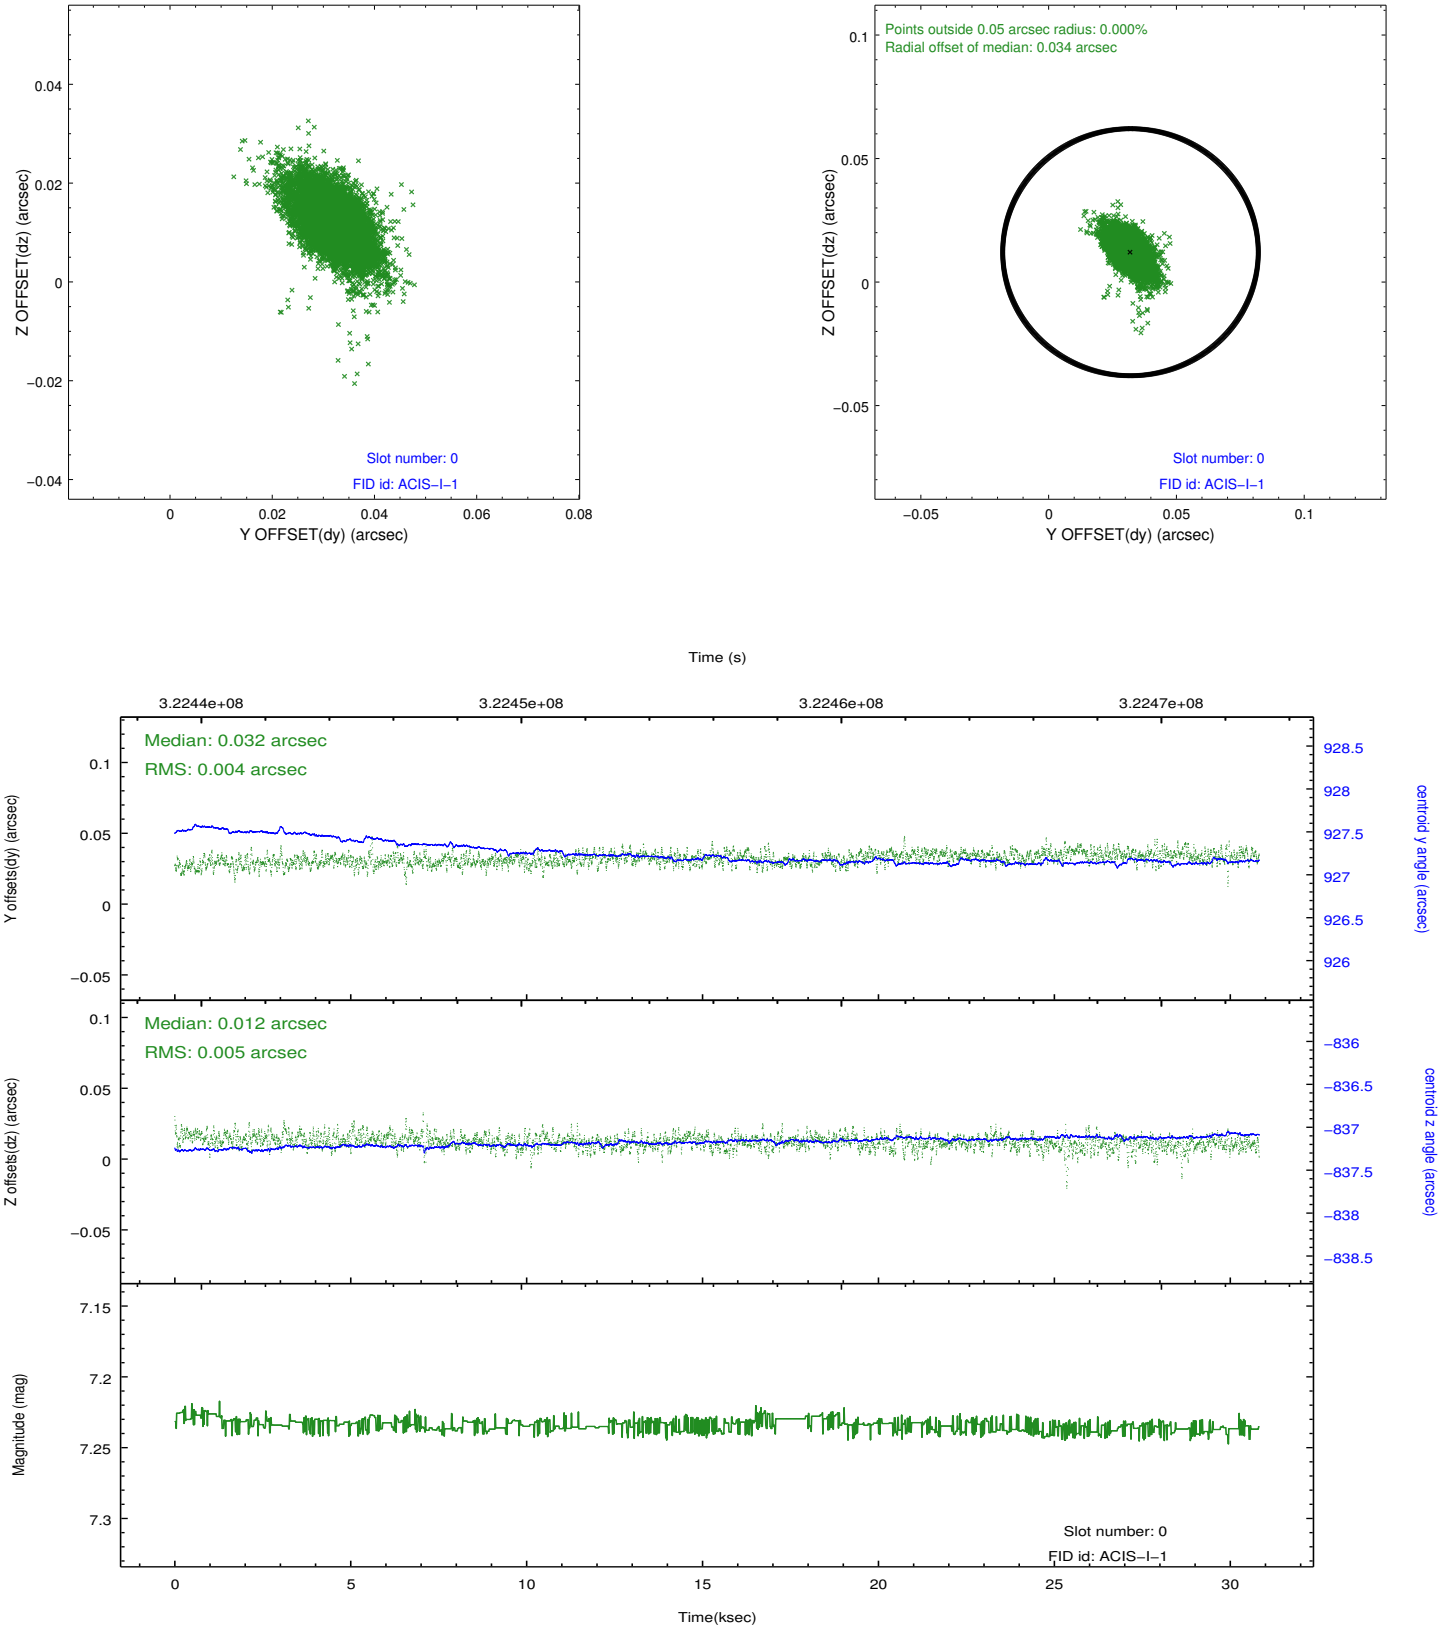 0.04
0.02
0
−0.02
−0.04
Z OFFSET(dz) (arcsec)
Slot number: 0
FID id: ACIS−I−1
0
0.02
0.04
0.06
0.08
Y OFFSET(dy) (arcsec)
Points outside 0.05 arcsec radius: 0.000%
Radial offset of median: 0.034 arcsec
0.1
0.05
0
−0.05
Z OFFSET(dz) (arcsec)
Slot number: 0
FID id: ACIS−I−1
−0.05
0
0.05
0.1
Y OFFSET(dy) (arcsec)
Time (s)
3.2244e+08
3.2245e+08
3.2246e+08
3.2247e+08
Median: 0.032 arcsec
RMS: 0.004 arcsec
0.1
0.05
0
−0.05
Y offsets(dy) (arcsec)
928.5
928
927.5
927
926.5
926
centroid y angle (arcsec)
Median: 0.012 arcsec
RMS: 0.005 arcsec
0.1
0.05
0
−0.05
Z offsets(dz) (arcsec)
−836
−836.5
−837
−837.5
−838
−838.5
centroid z angle (arcsec)
7.15
7.2
7.25
7.3
Magnitude (mag)
Slot number: 0
FID id: ACIS−I−1
0
5
10
15
20
25
30
Time(ksec)